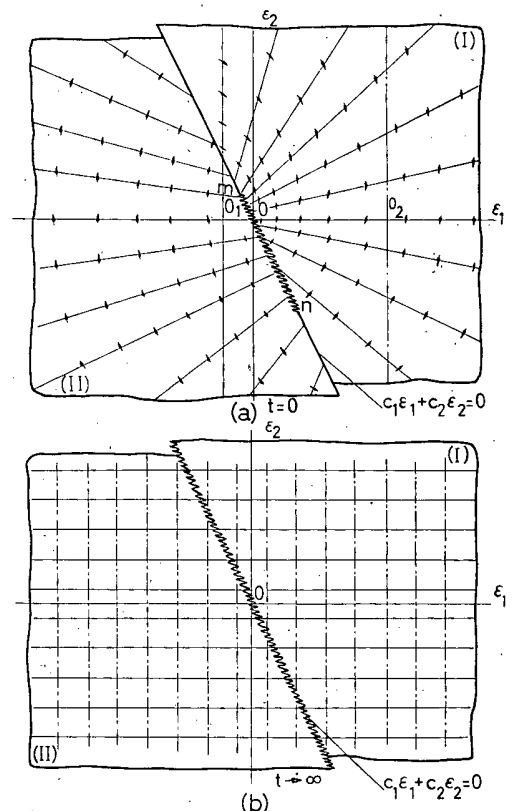 ε₂
(I)
m
O₁ O O₂ ε₁
n
(II)
c₁ε₁+c₂ε₂=0
(a) t=0
ε₂
(I)
O
ε₁
(II)
t→∞
c₁ε₁+c₂ε₂=0
(b)